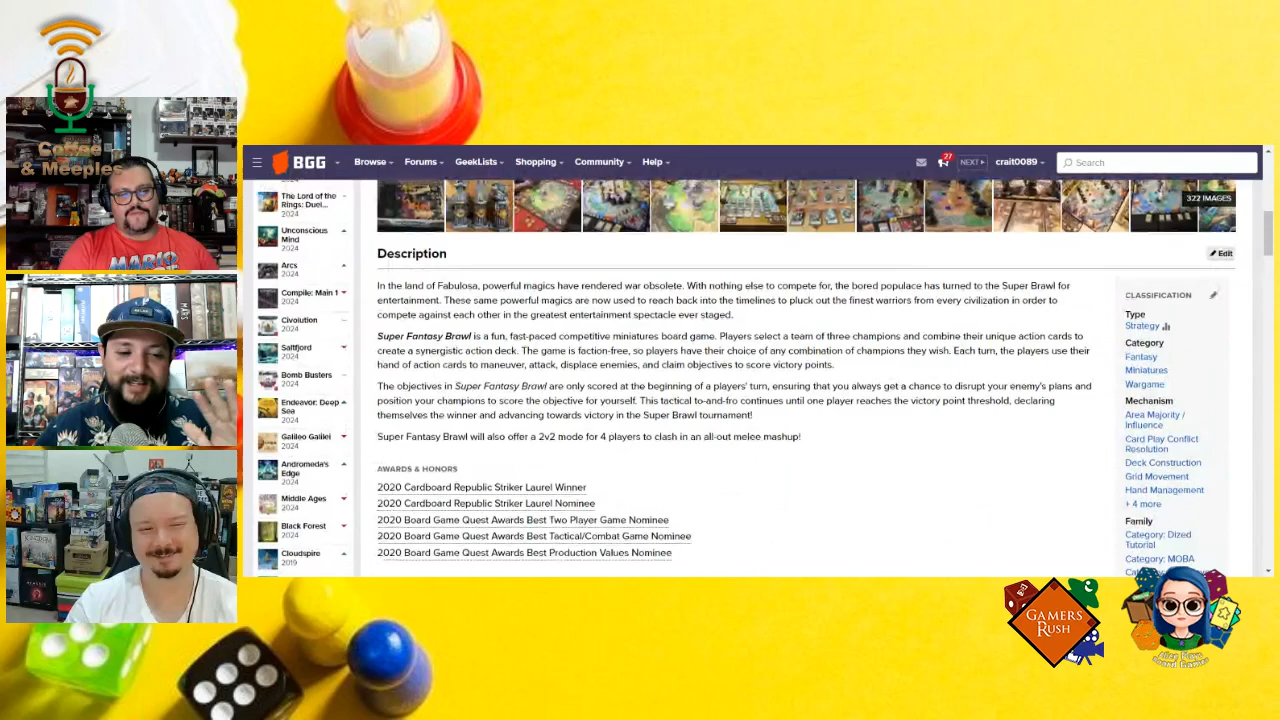 Coffee
& Meeples
MARIO
BGG
Browse
Forums
GeekLists
Shopping
Community
Help
27
NEXT
crait0089
Search
The Lord of the
Rings: Duel...
2024
Unconscious
Mind
2024
Arcs
2024
Compile: Main 1
2024
Civolution
2024
Saltfjord
2024
Bomb Busters
2024
Endeavor: Deep
Sea
2024
Galileo Galilei
2024
Andromeda's
Edge
2024
Middle Ages
2024
Black Forest
2024
Cloudspire
2019
322 IMAGES
Description
Edit
In the land of Fabulosa, powerful magics have rendered war obsolete. With nothing else to compete for, the bored populace has turned to the Super Brawl for
entertainment. These same powerful magics are now used to reach back into the timelines to pluck out the finest warriors from every civilization in order to
compete against each other in the greatest entertainment spectacle ever staged.
Super Fantasy Brawl is a fun, fast-paced competitive miniatures board game. Players select a team of three champions and combine their unique action cards to
create a synergistic action deck. The game is faction-free, so players have their choice of any combination of champions they wish. Each turn, the players use their
hand of action cards to maneuver, attack, displace enemies, and claim objectives to score victory points.
The objectives in Super Fantasy Brawl are only scored at the beginning of a players' turn, ensuring that you always get a chance to disrupt your enemy's plans and
position your champions to score the objective for yourself. This tactical to-and-fro continues until one player reaches the victory point threshold, declaring
themselves the winner and advancing towards victory in the Super Brawl tournament!
Super Fantasy Brawl will also offer a 2v2 mode for 4 players to clash in an all-out melee mashup!
AWARDS & HONORS
2020 Cardboard Republic Striker Laurel Winner
2020 Cardboard Republic Striker Laurel Nominee
2020 Board Game Quest Awards Best Two Player Game Nominee
2020 Board Game Quest Awards Best Tactical/Combat Game Nominee
2020 Board Game Quest Awards Best Production Values Nominee
CLASSIFICATION
Type
Strategy
Category
Fantasy
Miniatures
Wargame
Mechanism
Area Majority /
Influence
Card Play Conflict
Resolution
Deck Construction
Grid Movement
Hand Management
+ 4 more
Family
Category: Dized
Tutorial
Category: MOBA
GAMERS
RUSH
After Playz
Board Games